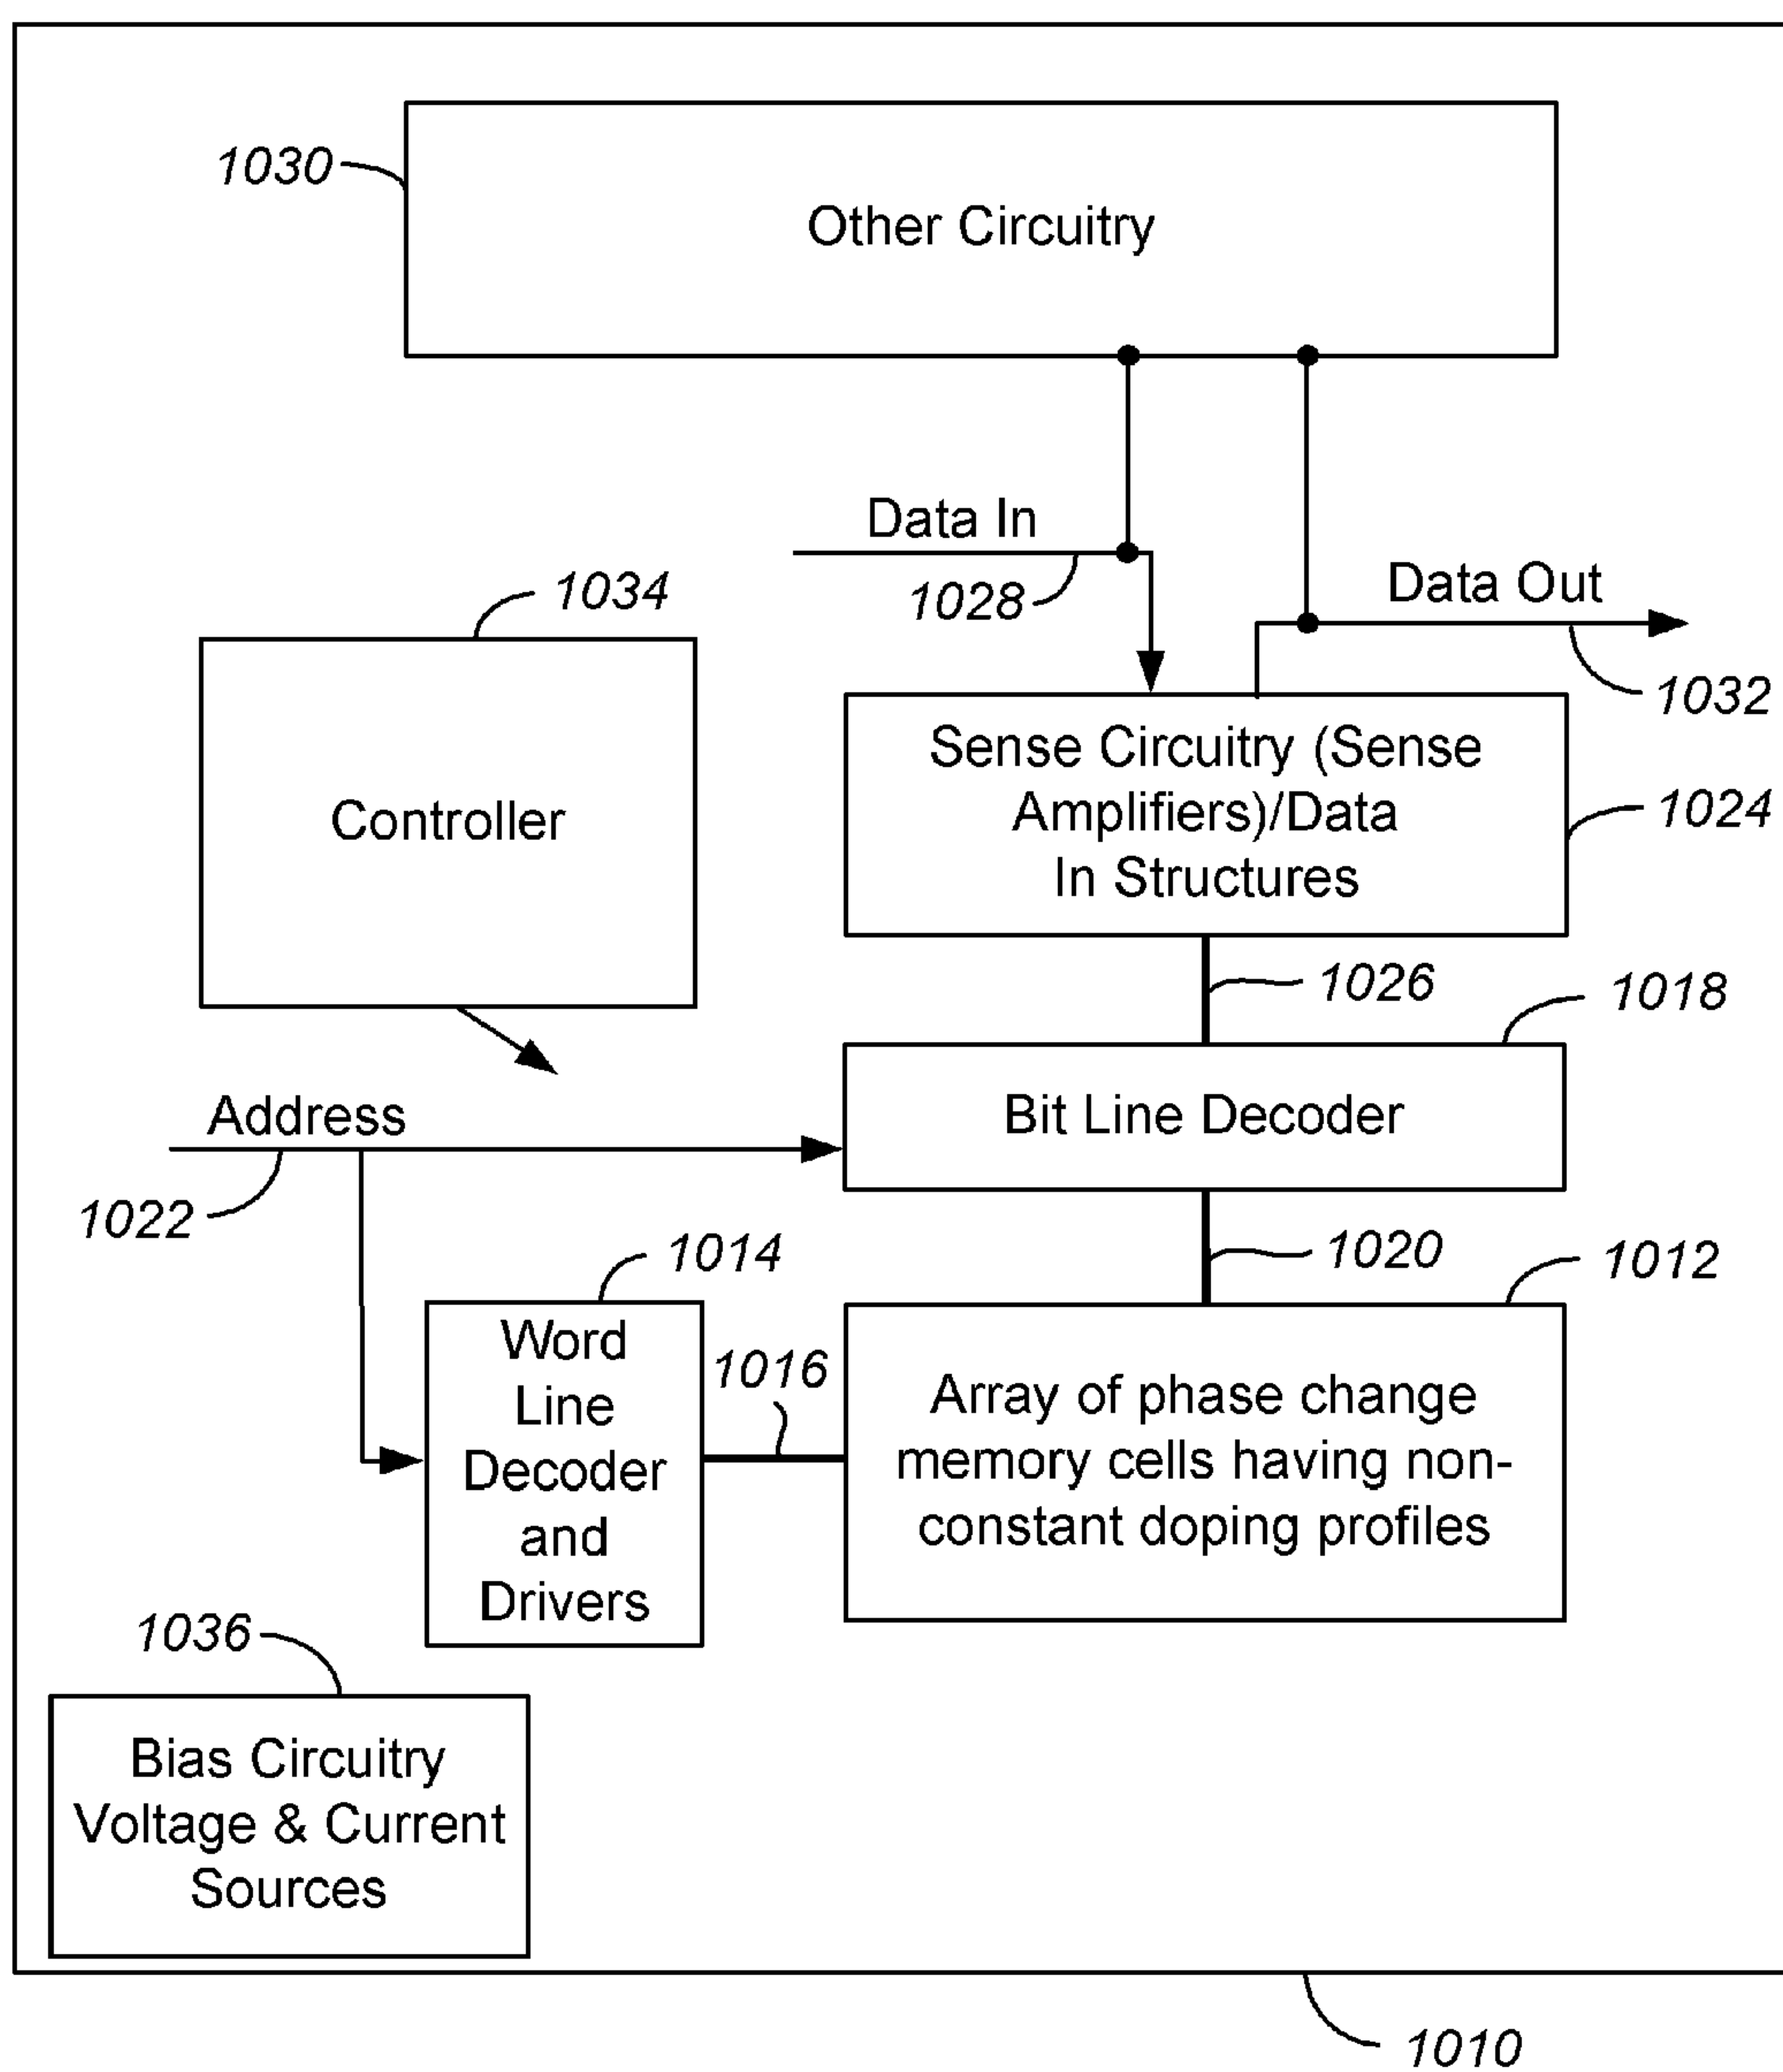 1030
Other Circuitry
Data In
1028
1034
Data Out
1032
Controller
Sense Circuitry (Sense
Amplifiers)/Data
In Structures
1024
1026
1018
Address
Bit Line Decoder
1022
1014
1020
1012
Word
Line
Decoder
and
Drivers
1016
Array of phase change
memory cells having non-
constant doping profiles
1036
Bias Circuitry
Voltage & Current
Sources
1010